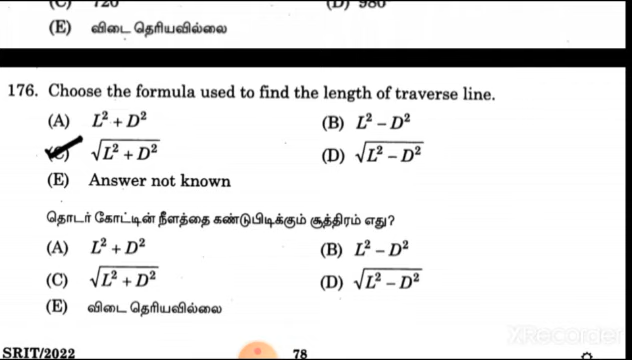 (C) 120 (D) 980
(E) விடை தெரியவில்லை
176. Choose the formula used to find the length of traverse line.
(A) L² + D² (B) L² – D²
(C) √L² + D² (D) √L² – D²
(E) Answer not known
தொடர் கோட்டின் நீளத்தை கண்டுபிடிக்கும் சூத்திரம் எது?
(A) L² + D² (B) L² – D²
(C) √L² + D² (D) √L² – D²
(E) விடை தெரியவில்லை
SRIT/2022 78
XRecorder